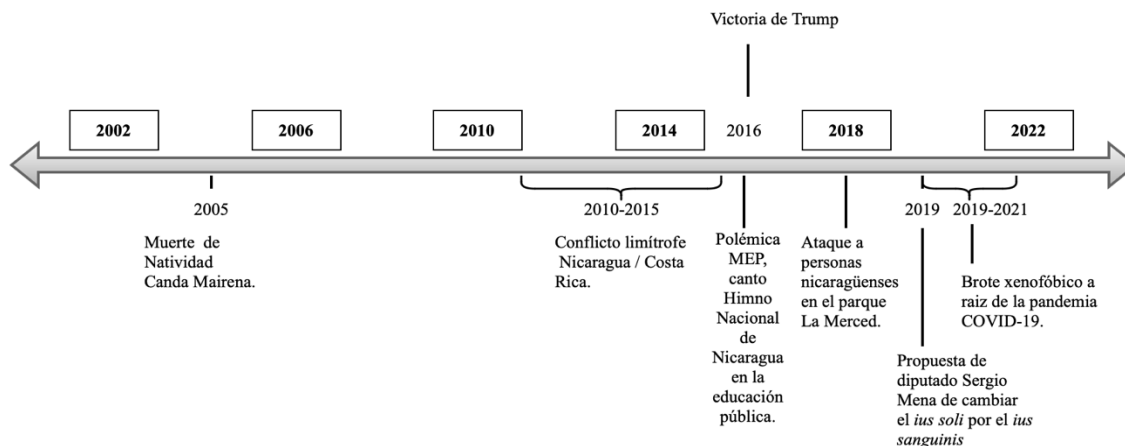 Victoria de Trump
2002
2006
2010
2014
2016
2018
2022
2005
Muerte de
Natividad
Canda Mairena.
2010-2015
Conflicto limítrofe
Nicaragua / Costa
Rica.
Polémica
MEP,
canto
Himno
Nacional
de
Nicaragua
en la
educación
pública.
Ataque a
personas
nicaragüenses
en el parque
La Merced.
2019
Propuesta de
diputado Sergio
Mena de cambiar
el ius soli por el ius
sanguinis
2019-2021
Brote xenofóbico a
raiz de la pandemia
COVID-19.